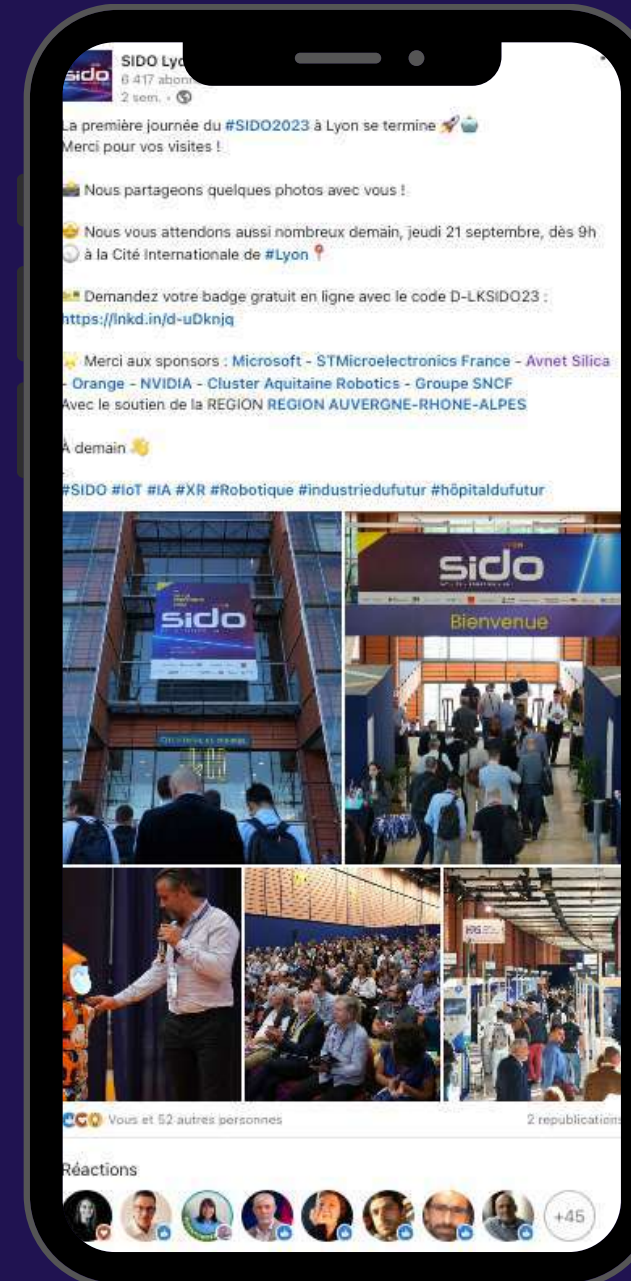 sido
SIDO Lyo
6 417 abonn
2 sem. •
La première journée du #SIDO2023 à Lyon se termine 🚀🤖
Merci pour vos visites !
📸 Nous partageons quelques photos avec vous !
🤩 Nous vous attendons aussi nombreux demain, jeudi 21 septembre, dès 9h
🕘 à la Cité Internationale de #Lyon 📍
🎫 Demandez votre badge gratuit en ligne avec le code D-LKSIDO23 :
https://lnkd.in/d-uDknjq
🌟 Merci aux sponsors : Microsoft - STMicroelectronics France - Avnet Silica
- Orange - NVIDIA - Cluster Aquitaine Robotics - Groupe SNCF
Avec le soutien de la REGION REGION AUVERGNE-RHONE-ALPES
À demain 👋
.
#SIDO #IoT #IA #XR #Robotique #industriedufutur #hôpitaldufutur
sido
LYON
sido
Bienvenue
Vous et 52 autres personnes
2 republications
Réactions
+45